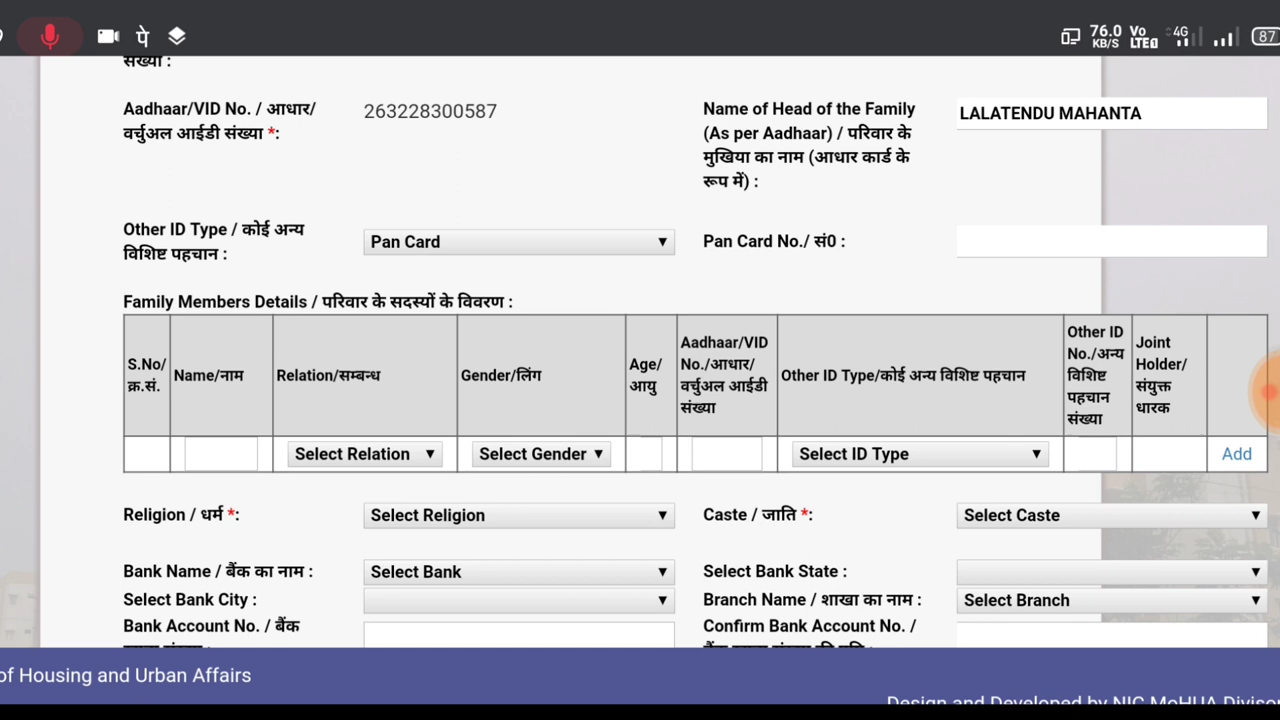 76.0 KB/S Vo LTE 4G 87
संख्या :
Aadhaar/VID No. / आधार/
वर्चुअल आईडी संख्या *:
263228300587
Name of Head of the Family
(As per Aadhaar) / परिवार के
मुखिया का नाम (आधार कार्ड के
रूप में) :
LALATENDU MAHANTA
Other ID Type / कोई अन्य
विशिष्ट पहचान :
Pan Card
Pan Card No./ सं0 :
Family Members Details / परिवार के सदस्यों के विवरण :
S.No/
क्र.सं.
Name/नाम
Relation/सम्बन्ध
Gender/लिंग
Age/
आयु
Aadhaar/VID
No./आधार/
वर्चुअल आईडी
संख्या
Other ID Type/कोई अन्य विशिष्ट पहचान
Other ID
No./अन्य
विशिष्ट
पहचान
संख्या
Joint
Holder/
संयुक्त
धारक
Select Relation
Select Gender
Select ID Type
Add
Religion / धर्म *:
Select Religion
Caste / जाति *:
Select Caste
Bank Name / बैंक का नाम :
Select Bank
Select Bank State :
Select Bank City :
Branch Name / शाखा का नाम :
Select Branch
Bank Account No. / बैंक
Confirm Bank Account No. /
of Housing and Urban Affairs
Design and Developed by NIC MoHUA